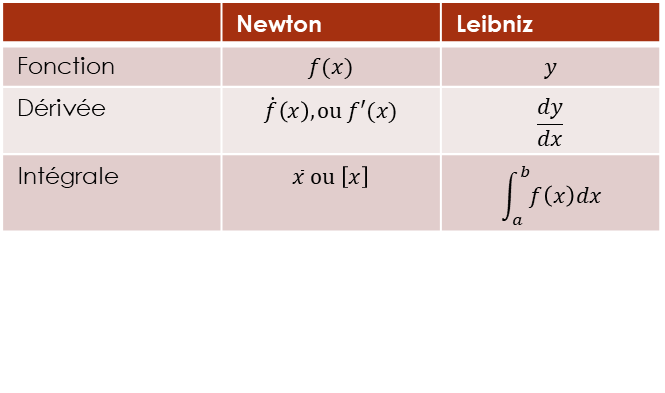 Newton Leibniz
Fonction f(x) y
Dérivée ḟ(x),ou f'(x) dy/dx
Intégrale ẋ ou [x] ∫_a^b f(x)dx